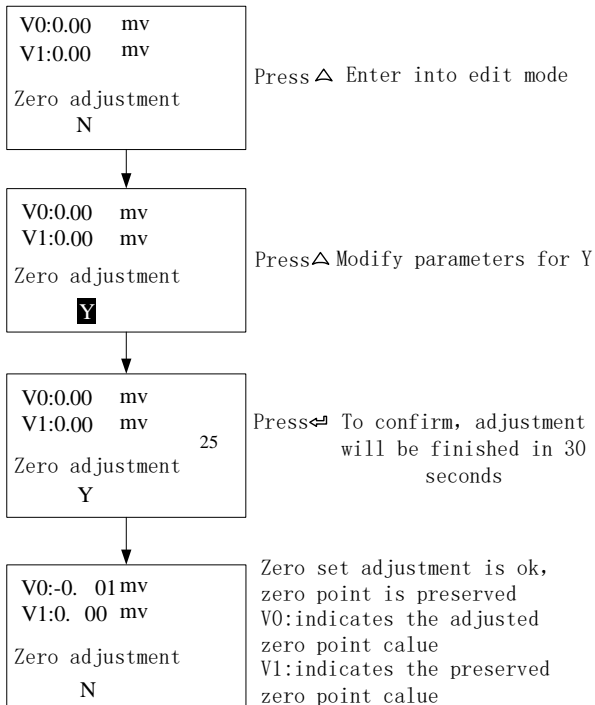 V0:0.00 mv
V1:0.00 mv
Zero adjustment
N
Press△ Enter into edit mode
V0:0.00 mv
V1:0.00 mv
Zero adjustment
Y
Press△ Modify parameters for Y
V0:0.00 mv
V1:0.00 mv
25
Zero adjustment
Y
Press↵ To confirm, adjustment
will be finished in 30
seconds
V0:-0. 01mv
V1:0. 00 mv
Zero adjustment
N
Zero set adjustment is ok,
zero point is preserved
V0:indicates the adjusted
zero point calue
V1:indicates the preserved
zero point calue